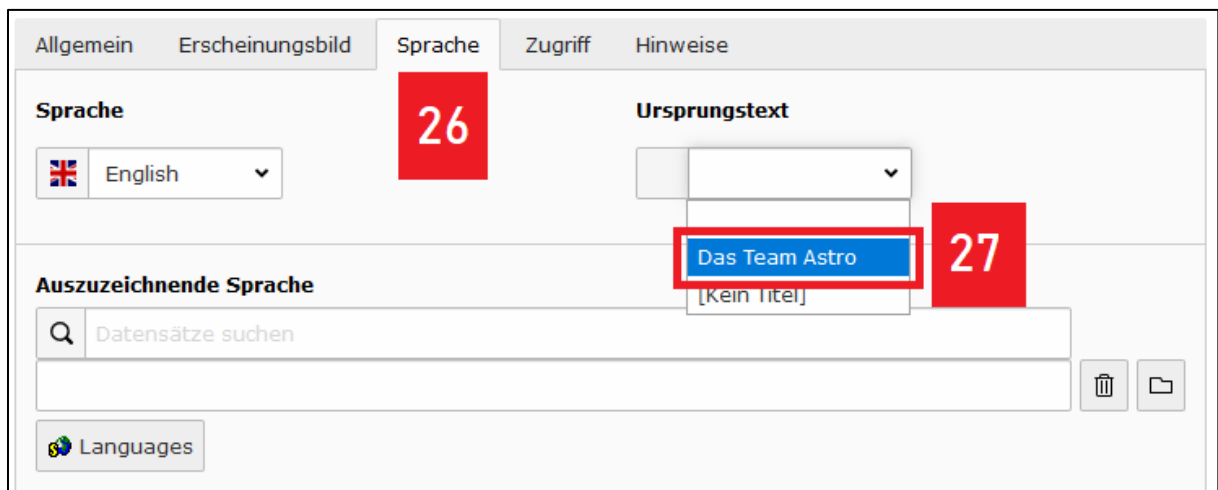 Allgemein Erscheinungsbild Sprache Zugriff Hinweise
Sprache
26
Ursprungstext
English
Das Team Astro
27
[Kein Titel]
Auszuzeichnende Sprache
Datensätze suchen
Languages